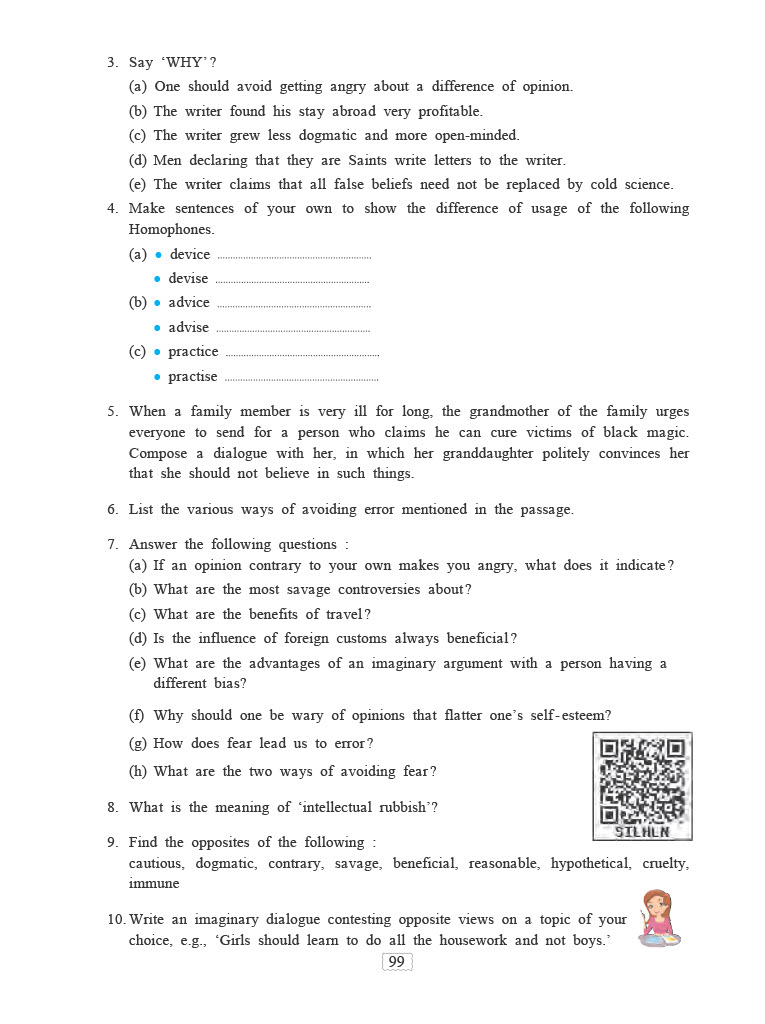 3. Say ‘WHY’?
(a) One should avoid getting angry about a difference of opinion.
(b) The writer found his stay abroad very profitable.
(c) The writer grew less dogmatic and more open-minded.
(d) Men declaring that they are Saints write letters to the writer.
(e) The writer claims that all false beliefs need not be replaced by cold science.
4. Make sentences of your own to show the difference of usage of the following
Homophones.
(a) • device ............................................................
• devise ............................................................
(b) • advice ............................................................
• advise ............................................................
(c) • practice ............................................................
• practise ............................................................
5. When a family member is very ill for long, the grandmother of the family urges
everyone to send for a person who claims he can cure victims of black magic.
Compose a dialogue with her, in which her granddaughter politely convinces her
that she should not believe in such things.
6. List the various ways of avoiding error mentioned in the passage.
7. Answer the following questions :
(a) If an opinion contrary to your own makes you angry, what does it indicate?
(b) What are the most savage controversies about?
(c) What are the benefits of travel?
(d) Is the influence of foreign customs always beneficial?
(e) What are the advantages of an imaginary argument with a person having a
different bias?
(f) Why should one be wary of opinions that flatter one’s self-esteem?
(g) How does fear lead us to error?
(h) What are the two ways of avoiding fear?
8. What is the meaning of ‘intellectual rubbish’?
S1LHLN
9. Find the opposites of the following :
cautious, dogmatic, contrary, savage, beneficial, reasonable, hypothetical, cruelty,
immune
10. Write an imaginary dialogue contesting opposite views on a topic of your
choice, e.g., ‘Girls should learn to do all the housework and not boys.’
99